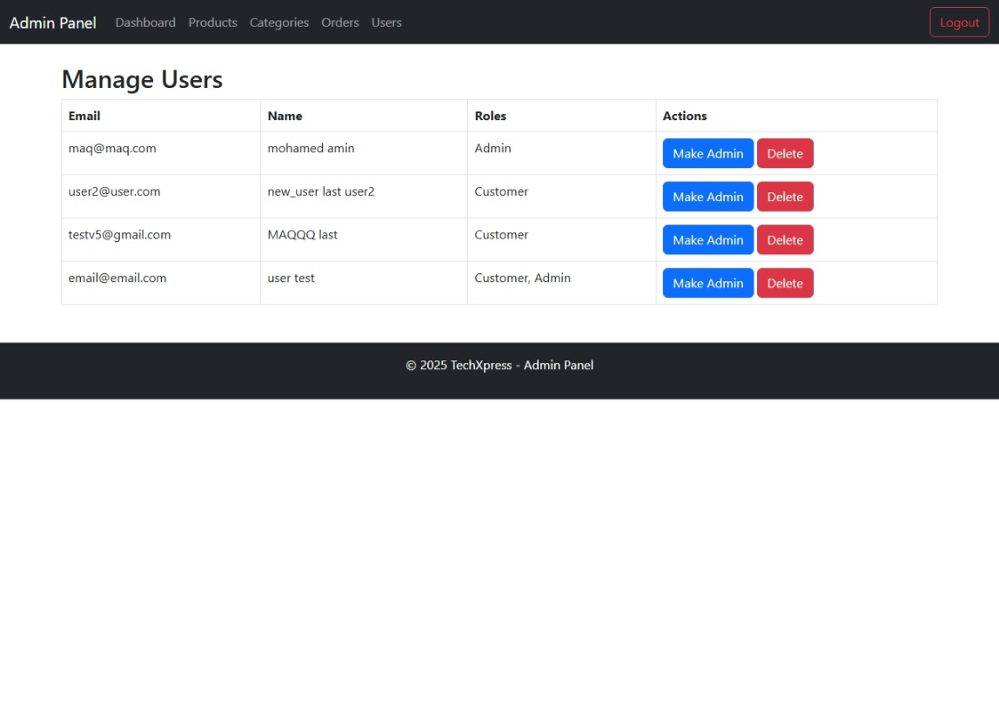 Admin Panel Dashboard Products Categories Orders Users Logout
Manage Users
Email Name Roles Actions
maq@maq.com mohamed amin Admin Make Admin Delete
user2@user.com new_user last user2 Customer Make Admin Delete
testv5@gmail.com MAQQQ last Customer Make Admin Delete
email@email.com user test Customer, Admin Make Admin Delete
© 2025 TechXpress - Admin Panel